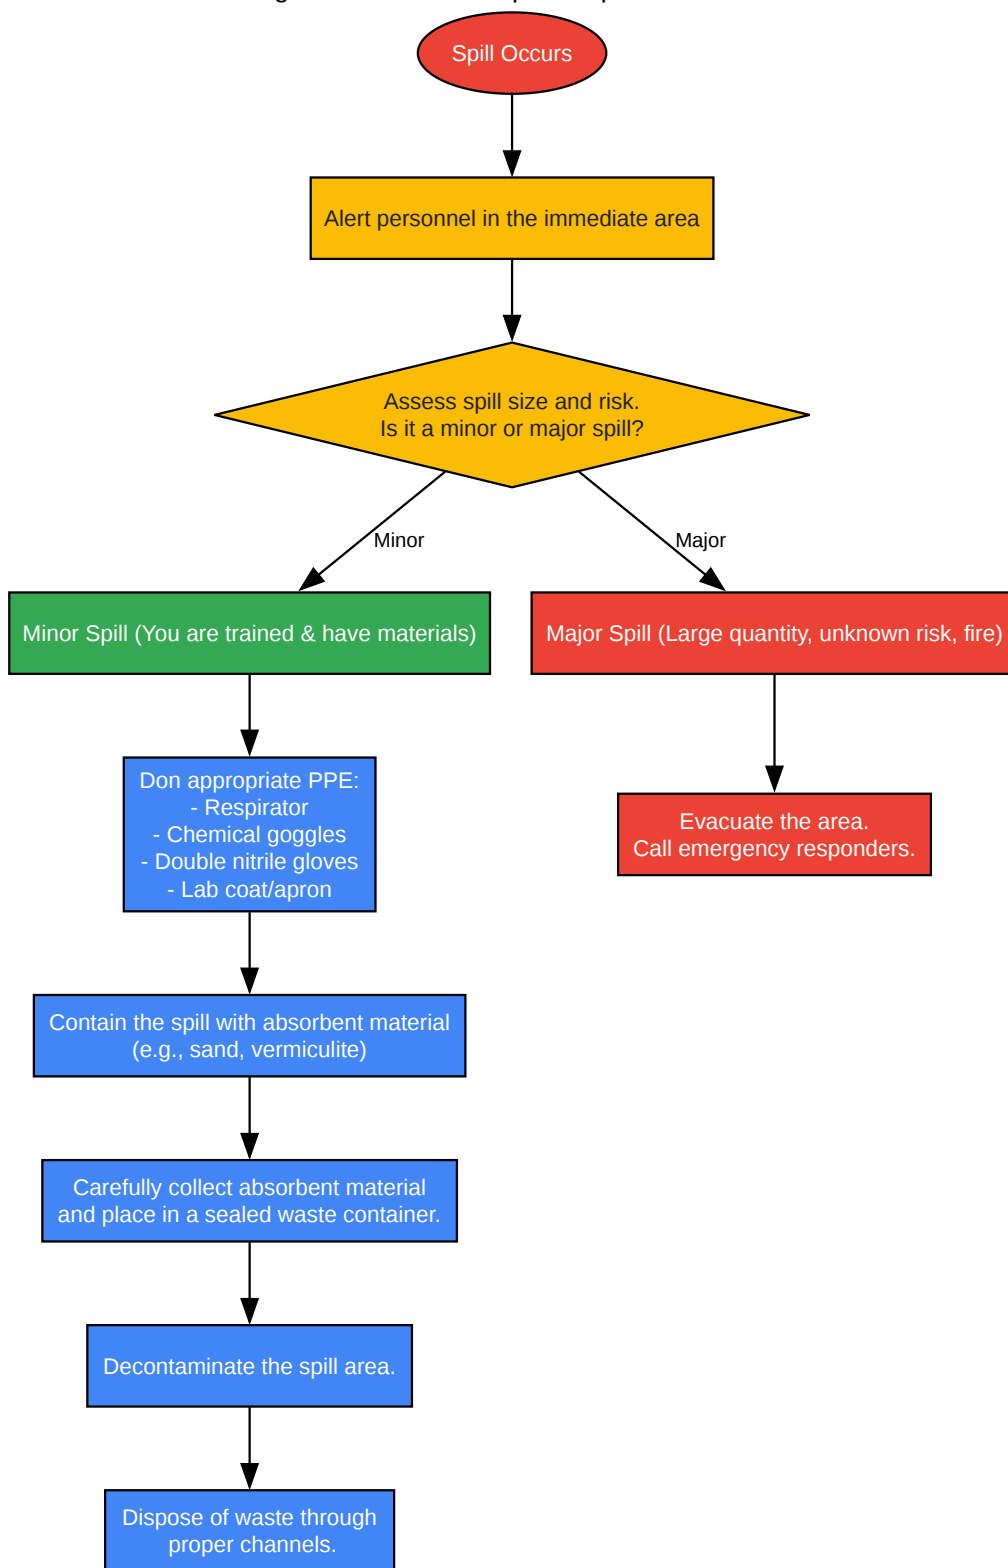 Spill Occurs
Alert personnel in the immediate area
Assess spill size and risk.
Is it a minor or major spill?
Minor
Major
Minor Spill (You are trained & have materials)
Major Spill (Large quantity, unknown risk, fire)
Don appropriate PPE:
- Respirator
- Chemical goggles
- Double nitrile gloves
- Lab coat/apron
Evacuate the area.
Call emergency responders.
Contain the spill with absorbent material
(e.g., sand, vermiculite)
Carefully collect absorbent material
and place in a sealed waste container.
Decontaminate the spill area.
Dispose of waste through
proper channels.